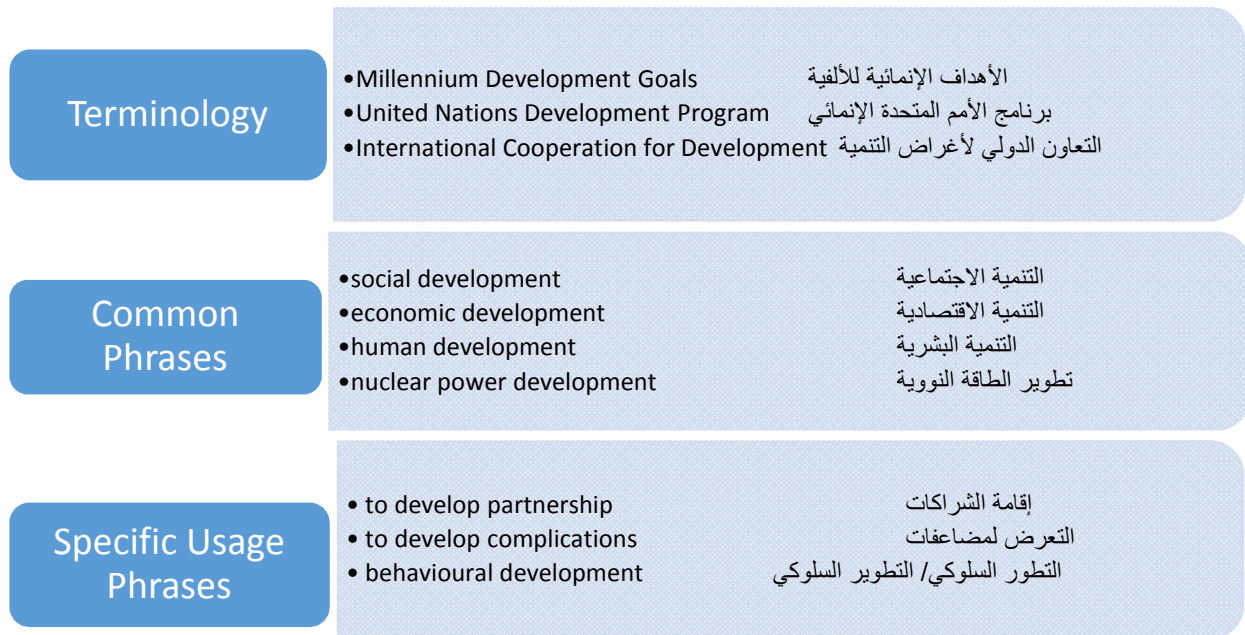 Terminology
•Millennium Development Goals الأهداف الإنمائية للألفية
•United Nations Development Program برنامج الأمم المتحدة الإنمائي
•International Cooperation for Development التعاون الدولي لأغراض التنمية
Common
Phrases
•social development التنمية الاجتماعية
•economic development التنمية الاقتصادية
•human development التنمية البشرية
•nuclear power development تطوير الطاقة النووية
Specific Usage
Phrases
• to develop partnership إقامة الشراكات
• to develop complications التعرض لمضاعفات
• behavioural development التطور السلوكي/ التطوير السلوكي